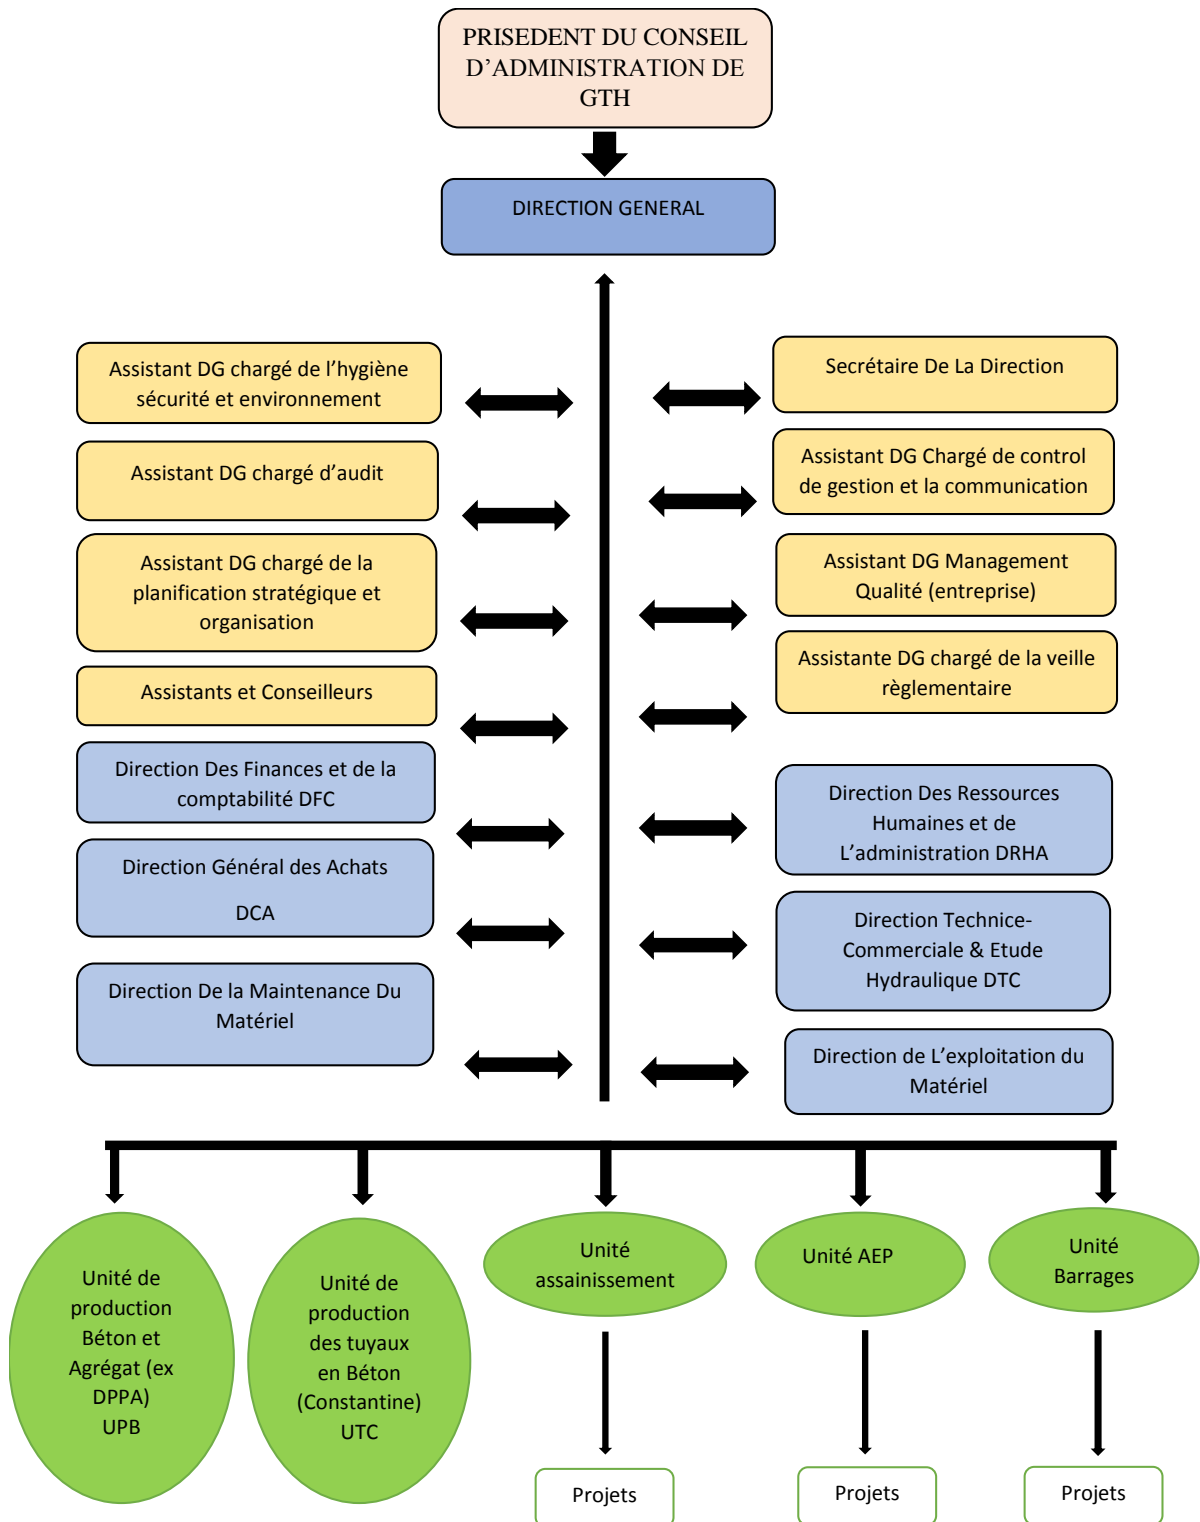 PRISEDENT DU CONSEIL
D’ADMINISTRATION DE
GTH
DIRECTION GENERAL
Assistant DG chargé de l’hygiène
sécurité et environnement
Secrétaire De La Direction
Assistant DG chargé d’audit
Assistant DG Chargé de control
de gestion et la communication
Assistant DG chargé de la
planification stratégique et
organisation
Assistant DG Management
Qualité (entreprise)
Assistants et Conseilleurs
Assistante DG chargé de la veille
règlementaire
Direction Des Finances et de la
comptabilité DFC
Direction Des Ressources
Humaines et de
L’administration DRHA
Direction Général des Achats
DCA
Direction Technice-
Commerciale & Etude
Hydraulique DTC
Direction De la Maintenance Du
Matériel
Direction de L’exploitation du
Matériel
Unité de
production
Béton et
Agrégat (ex
DPPA)
UPB
Unité de
production
des tuyaux
en Béton
(Constantine)
UTC
Unité
assainissement
Unité AEP
Unité
Barrages
Projets
Projets
Projets